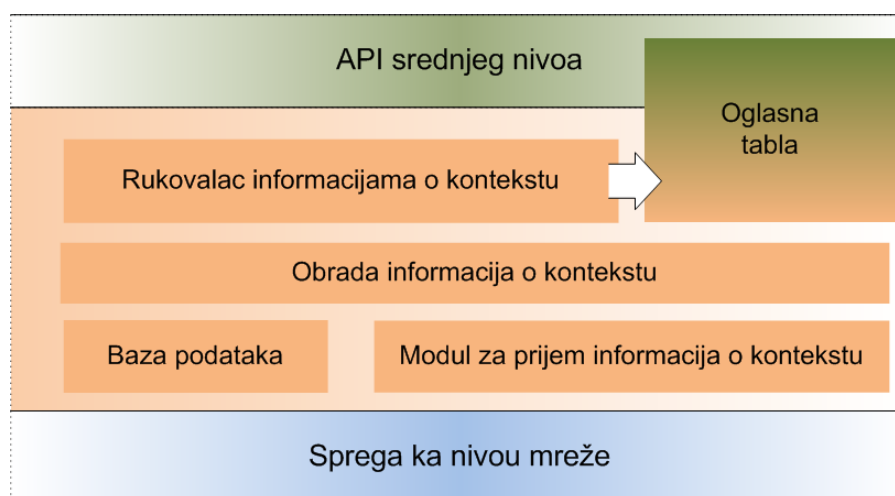 API srednjeg nivoa
Oglasna
tabla
Rukovalac informacijama o kontekstu
Obrada informacija o kontekstu
Baza podataka
Modul za prijem informacija o kontekstu
Sprega ka nivou mreže